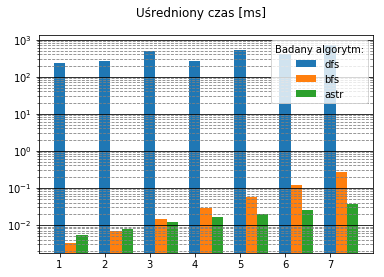 Uśredniony czas [ms]
Badany algorytm:
dfs
bfs
astr
10³
10²
10¹
10⁰
10⁻¹
10⁻²
1 2 3 4 5 6 7